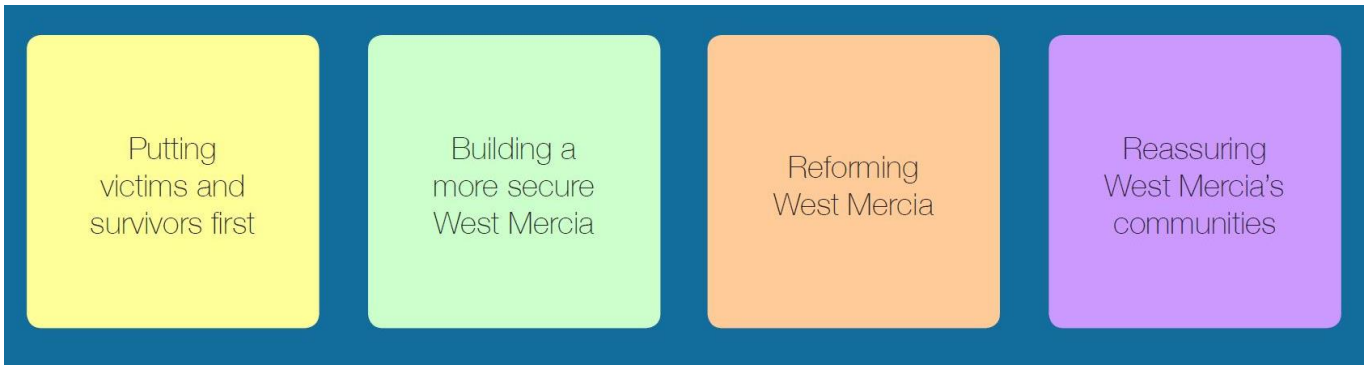 Putting
victims and
survivors first
Building a
more secure
West Mercia
Reforming
West Mercia
Reassuring
West Mercia's
communities